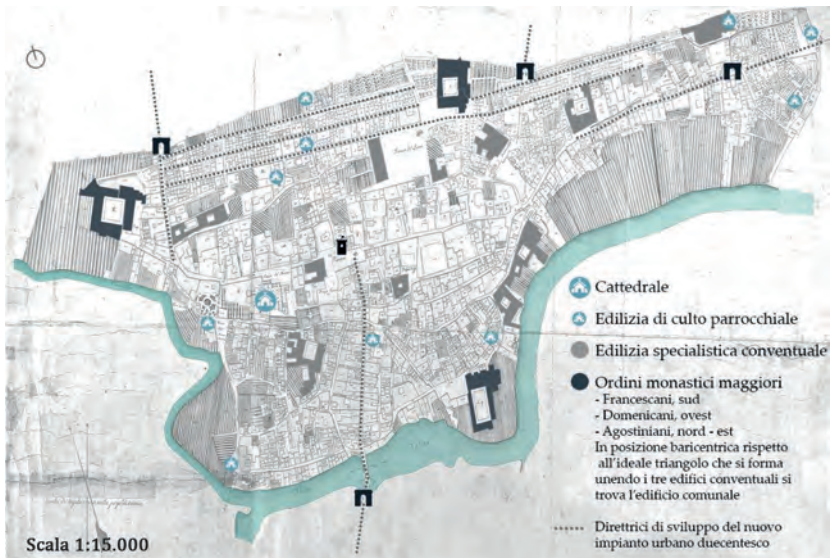 Cattedrale
Edilizia di culto parrocchiale
Edilizia specialistica conventuale
Ordini monastici maggiori
- Francescani, sud
- Domenicani, ovest
- Agostiniani, nord - est
In posizione baricentrica rispetto
all'ideale triangolo che si forma
unendo i tre edifici conventuali si
trova l'edificio comunale
Direttrici di sviluppo del nuovo
impianto urbano duecentesco
Scala 1:15.000